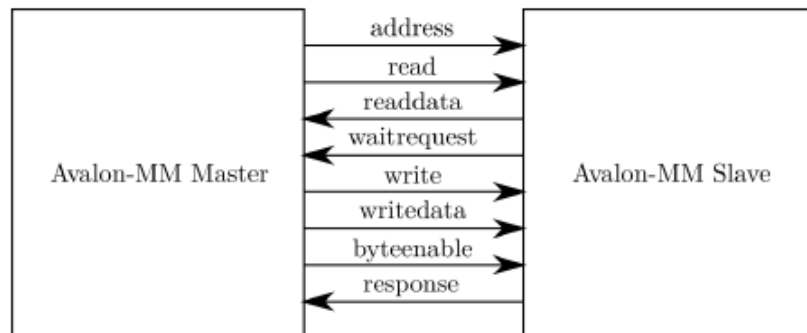 address
read
readdata
waitrequest
Avalon-MM Master
Avalon-MM Slave
write
writedata
byteenable
response